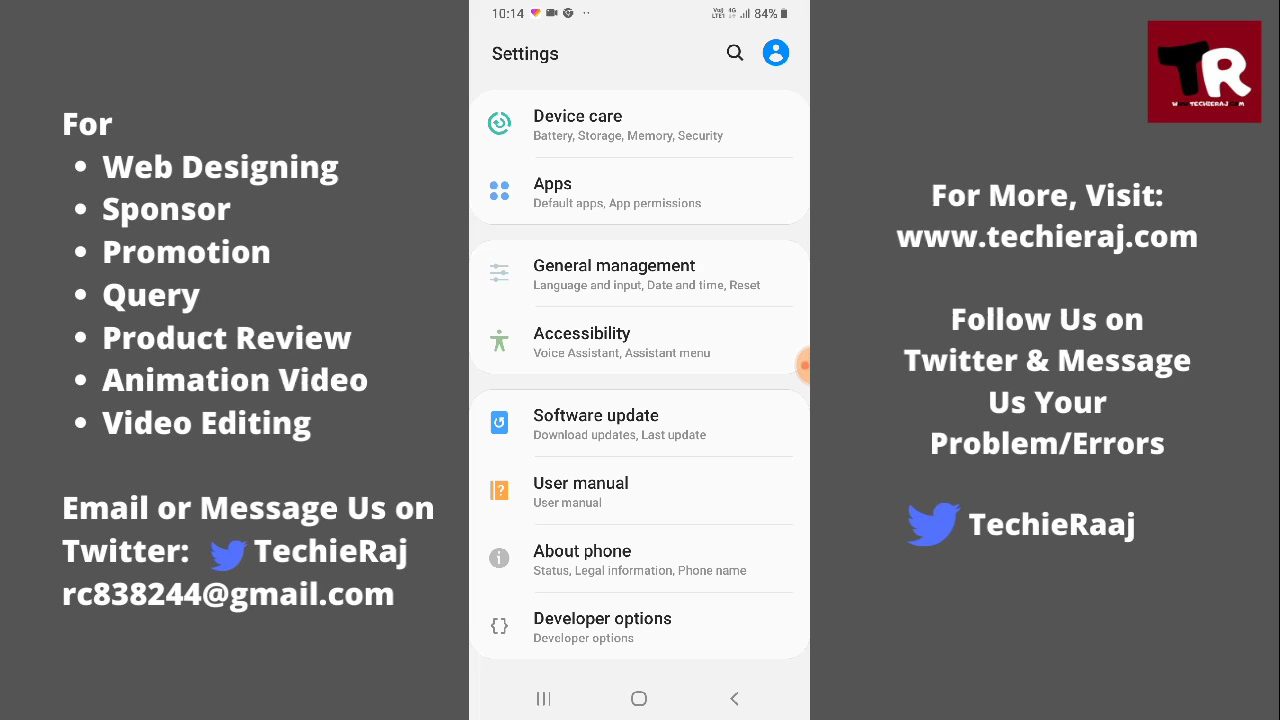 For
• Web Designing
• Sponsor
• Promotion
• Query
• Product Review
• Animation Video
• Video Editing
Email or Message Us on
Twitter: TechieRaj
rc838244@gmail.com
10:14
84%
Settings
Device care
Battery, Storage, Memory, Security
Apps
Default apps, App permissions
General management
Language and input, Date and time, Reset
Accessibility
Voice Assistant, Assistant menu
Software update
Download updates, Last update
User manual
User manual
About phone
Status, Legal information, Phone name
Developer options
Developer options
TR
For More, Visit:
www.techieraj.com
Follow Us on
Twitter & Message
Us Your
Problem/Errors
TechieRaaj